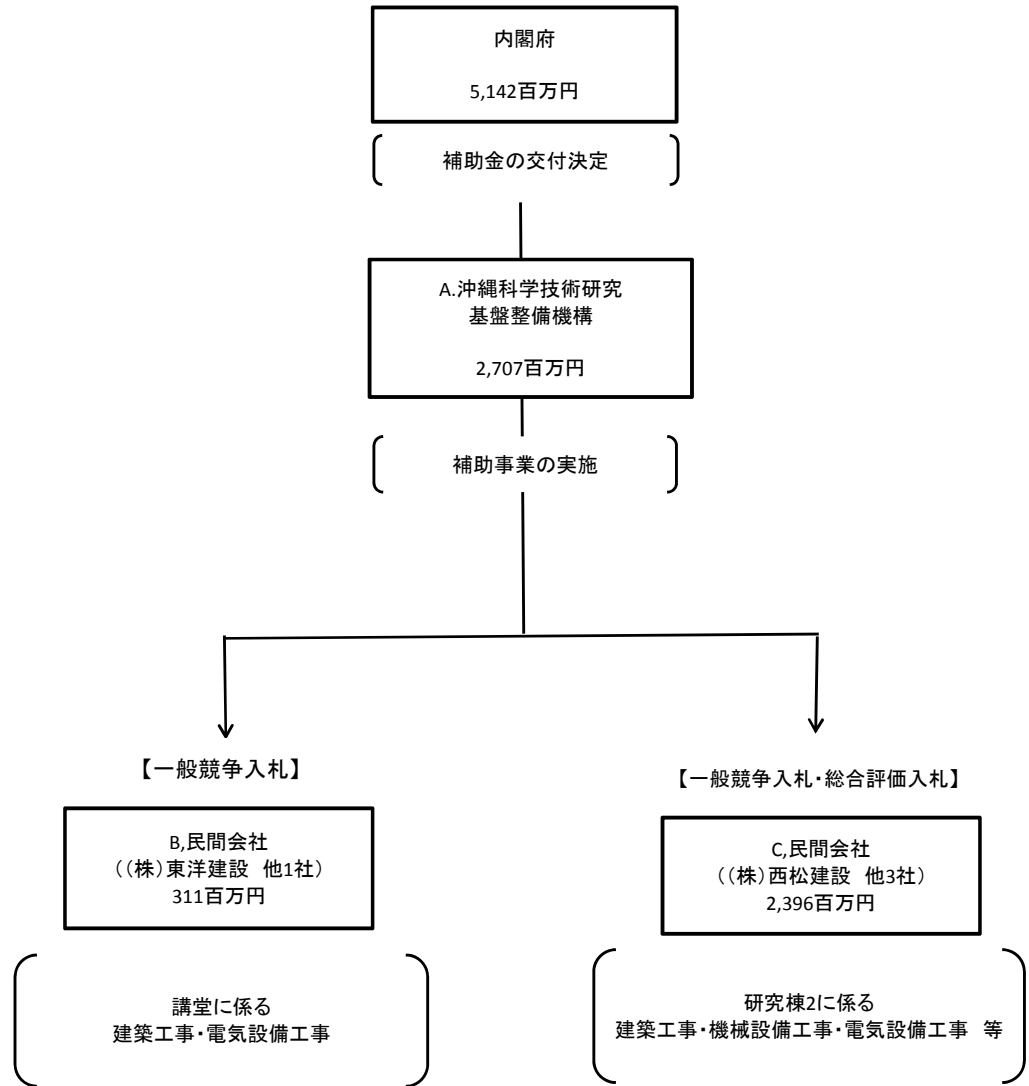 内閣府
5,142百万円
補助金の交付決定
A.沖縄科学技術研究
基盤整備機構
2,707百万円
補助事業の実施
【一般競争入札】
B,民間会社
((株)東洋建設 他1社)
311百万円
講堂に係る
建築工事・電気設備工事
【一般競争入札・総合評価入札】
C,民間会社
((株)西松建設 他3社)
2,396百万円
研究棟2に係る
建築工事・機械設備工事・電気設備工事 等